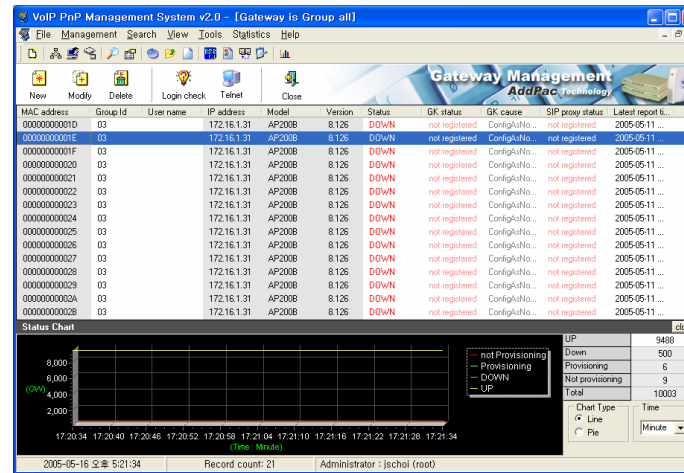 VoIP PnP Management System v2.0 - [Gateway is Group all]
File Management Search View Tools Statistics Help
New Modify Delete Login check Telnet Close
Gateway Management
AddPac Technology
MAC address Group Id User name IP address Model Version Status GK status GK cause SIP proxy status Latest report ti...
00000000001D 03 172.16.1.31 AP200B 8.126 DOWN not registered ConfigAsNo... not registered 2005-05-11 ...
00000000001E 03 172.16.1.31 AP200B 8.126 DOWN not registered ConfigAsNo... not registered 2005-05-11 ...
00000000001F 03 172.16.1.31 AP200B 8.126 DOWN not registered ConfigAsNo... not registered 2005-05-11 ...
000000000020 03 172.16.1.31 AP200B 8.126 DOWN not registered ConfigAsNo... not registered 2005-05-11 ...
000000000021 03 172.16.1.31 AP200B 8.126 DOWN not registered ConfigAsNo... not registered 2005-05-11 ...
000000000022 03 172.16.1.31 AP200B 8.126 DOWN not registered ConfigAsNo... not registered 2005-05-11 ...
000000000023 03 172.16.1.31 AP200B 8.126 DOWN not registered ConfigAsNo... not registered 2005-05-11 ...
000000000024 03 172.16.1.31 AP200B 8.126 DOWN not registered ConfigAsNo... not registered 2005-05-11 ...
000000000025 03 172.16.1.31 AP200B 8.126 DOWN not registered ConfigAsNo... not registered 2005-05-11 ...
000000000026 03 172.16.1.31 AP200B 8.126 DOWN not registered ConfigAsNo... not registered 2005-05-11 ...
000000000027 03 172.16.1.31 AP200B 8.126 DOWN not registered ConfigAsNo... not registered 2005-05-11 ...
000000000028 03 172.16.1.31 AP200B 8.126 DOWN not registered ConfigAsNo... not registered 2005-05-11 ...
000000000029 03 172.16.1.31 AP200B 8.126 DOWN not registered ConfigAsNo... not registered 2005-05-11 ...
00000000002A 03 172.16.1.31 AP200B 8.126 DOWN not registered ConfigAsNo... not registered 2005-05-11 ...
00000000002B 03 172.16.1.31 AP200B 8.126 DOWN not registered ConfigAsNo... not registered 2005-05-11 ...
Status Chart clo
8,000
6,000
(GW)
4,000
2,000
17:20:34 17:20:40 17:20:46 17:20:52 17:20:58 17:21:04 17:21:10 17:21:16 17:21:22 17:21:28 17:21:34
(Time : Minute)
not Provisioning
Provisioning
DOWN
UP
UP 9488
Down 500
Provisioning 6
Not provisioning 9
Total 10003
Chart Type Time
Line
Pie
Minute
2005-05-16 오후 5:21:34 Record count: 21 Administrator : jschoi (root)